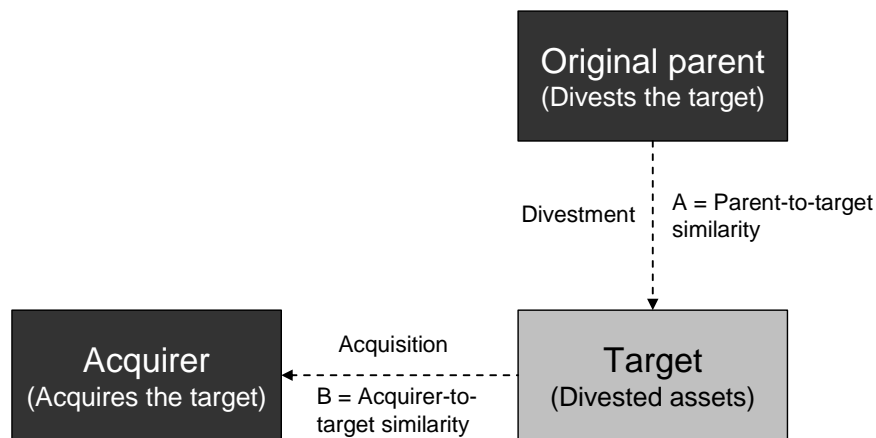 Original parent
(Divests the target)
Divestment
A = Parent-to-target
similarity
Acquirer
(Acquires the target)
Acquisition
B = Acquirer-to-
target similarity
Target
(Divested assets)